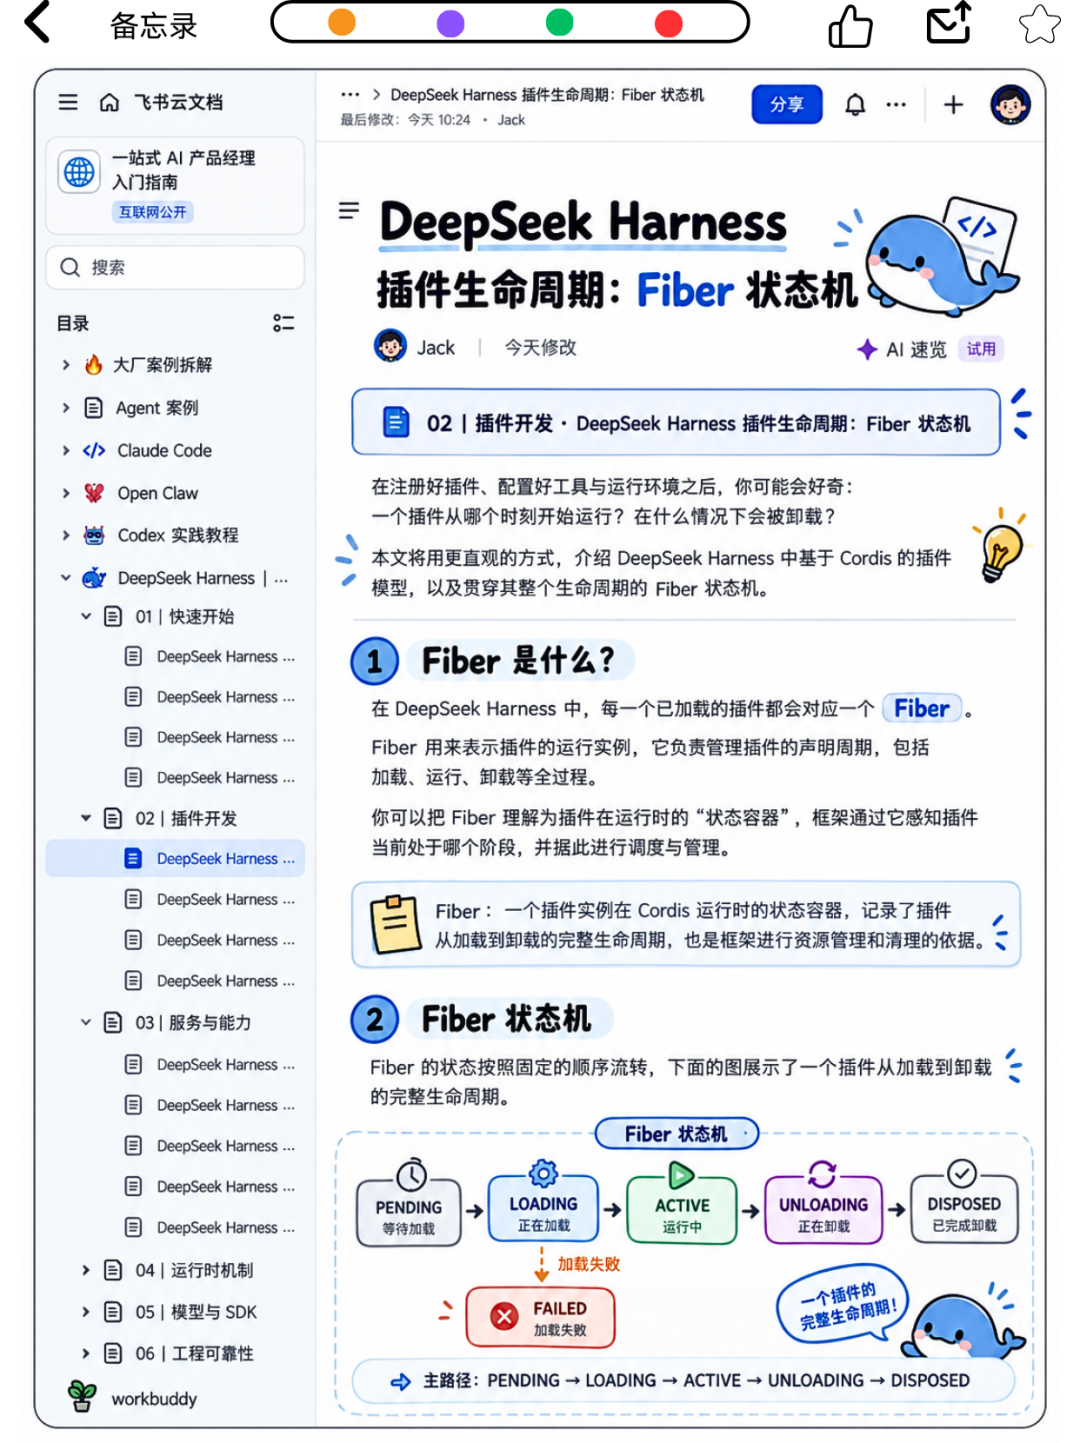 备忘录
飞书云文档
一站式 AI 产品经理
入门指南
互联网公开
搜索
目录
大厂案例拆解
Agent 案例
</> Claude Code
Open Claw
Codex 实践教程
DeepSeek Harness | ...
01 | 快速开始
DeepSeek Harness ...
DeepSeek Harness ...
DeepSeek Harness ...
DeepSeek Harness ...
02 | 插件开发
DeepSeek Harness ...
DeepSeek Harness ...
DeepSeek Harness ...
DeepSeek Harness ...
03 | 服务与能力
DeepSeek Harness ...
DeepSeek Harness ...
DeepSeek Harness ...
DeepSeek Harness ...
DeepSeek Harness ...
04 | 运行时机制
05 | 模型与 SDK
06 | 工程可靠性
workbuddy
··· > DeepSeek Harness 插件生命周期：Fiber 状态机
最后修改：今天 10:24 · Jack
分享
DeepSeek Harness
</>
插件生命周期：Fiber 状态机
Jack | 今天修改
AI 速览 试用
02 | 插件开发 · DeepSeek Harness 插件生命周期：Fiber 状态机
在注册好插件、配置好工具与运行环境之后，你可能会好奇：
一个插件从哪个时刻开始运行？在什么情况下会被卸载？
本文将用更直观的方式，介绍 DeepSeek Harness 中基于 Cordis 的插件
模型，以及贯穿其整个生命周期的 Fiber 状态机。
1 Fiber 是什么？
在 DeepSeek Harness 中，每一个已加载的插件都会对应一个 Fiber 。
Fiber 用来表示插件的运行实例，它负责管理插件的声明周期，包括
加载、运行、卸载等全过程。
你可以把 Fiber 理解为插件在运行时的“状态容器”，框架通过它感知插件
当前处于哪个阶段，并据此进行调度与管理。
Fiber：一个插件实例在 Cordis 运行时的状态容器，记录了插件
从加载到卸载的完整生命周期，也是框架进行资源管理和清理的依据。
2 Fiber 状态机
Fiber 的状态按照固定的顺序流转，下面的图展示了一个插件从加载到卸载
的完整生命周期。
Fiber 状态机
PENDING
等待加载
LOADING
正在加载
ACTIVE
运行中
UNLOADING
正在卸载
DISPOSED
已完成卸载
加载失败
FAILED
加载失败
一个插件的
完整生命周期！
主路径：PENDING → LOADING → ACTIVE → UNLOADING → DISPOSED